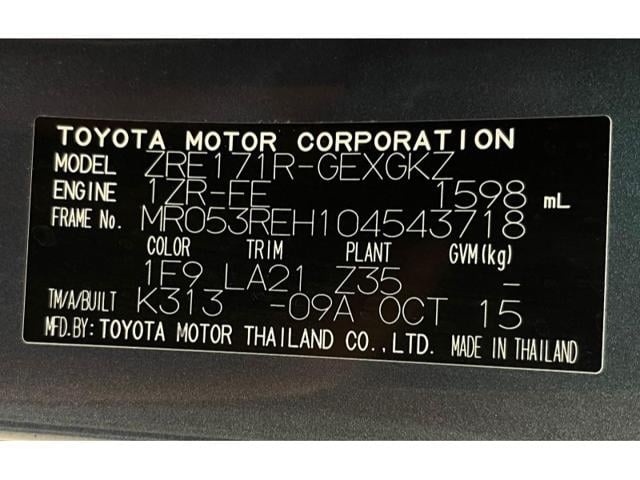 TOYOTA MOTOR CORPORATION
MODEL ZRE171R-GEXGKZ
ENGINE 1ZR-FE 1598 mL
FRAME No. MR053REH104543718
COLOR TRIM PLANT GVM(kg)
1F9 LA21 Z35 -
TM/A/BUILT K313 -09A OCT 15
MFD.BY: TOYOTA MOTOR THAILAND CO.,LTD. MADE IN THAILAND